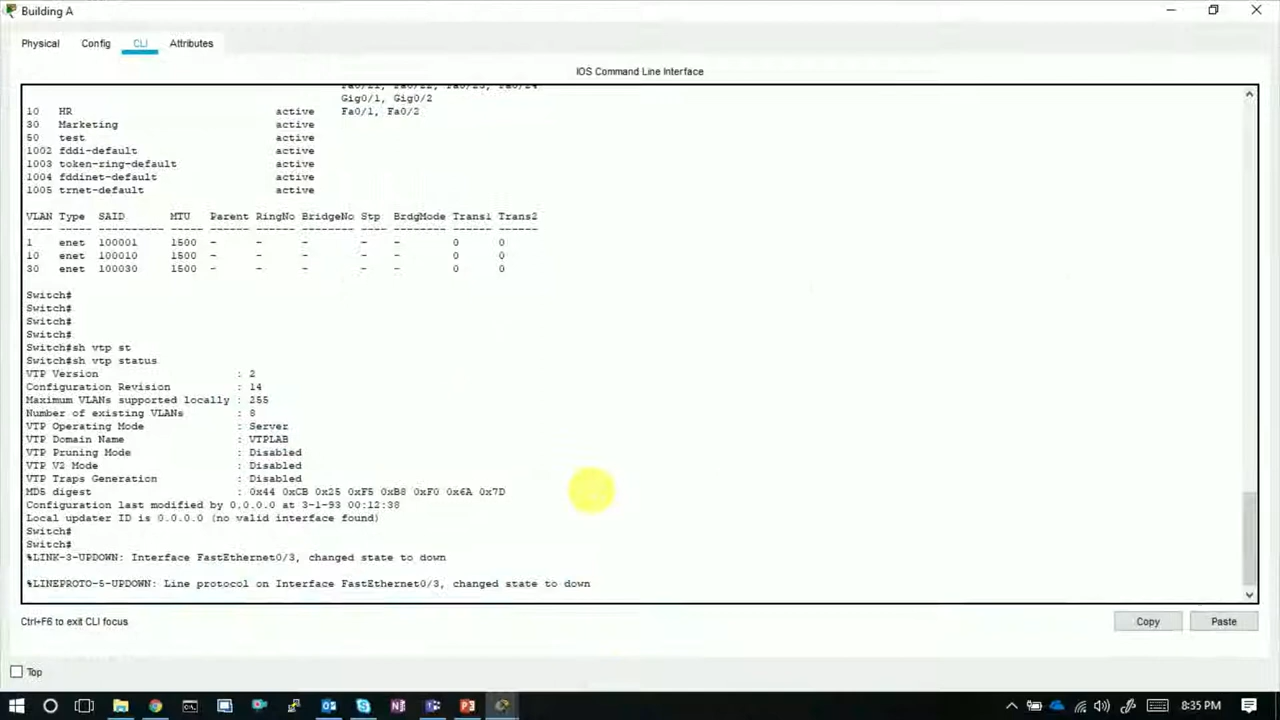 Building A
Physical Config CLI Attributes
IOS Command Line Interface
Fa0/21, Fa0/22, Fa0/23, Fa0/24
Gig0/1, Gig0/2
10 HR active Fa0/1, Fa0/2
30 Marketing active
50 test active
1002 fddi-default active
1003 token-ring-default active
1004 fddinet-default active
1005 trnet-default active
VLAN Type SAID MTU Parent RingNo BridgeNo Stp BrdgMode Trans1 Trans2
---- ----- ---------- ----- ------ ------ -------- ---- -------- ------ ------
1 enet 100001 1500 - - - - - 0 0
10 enet 100010 1500 - - - - - 0 0
30 enet 100030 1500 - - - - - 0 0
Switch#
Switch#
Switch#
Switch#
Switch#sh vtp st
Switch#sh vtp status
VTP Version : 2
Configuration Revision : 14
Maximum VLANs supported locally : 255
Number of existing VLANs : 8
VTP Operating Mode : Server
VTP Domain Name : VTPLAB
VTP Pruning Mode : Disabled
VTP V2 Mode : Disabled
VTP Traps Generation : Disabled
MD5 digest : 0x44 0xCB 0x25 0xF5 0xB8 0xF0 0x6A 0x7D
Configuration last modified by 0.0.0.0 at 3-1-93 00:12:38
Local updater ID is 0.0.0.0 (no valid interface found)
Switch#
Switch#
%LINK-3-UPDOWN: Interface FastEthernet0/3, changed state to down
%LINEPROTO-5-UPDOWN: Line protocol on Interface FastEthernet0/3, changed state to down
Ctrl+F6 to exit CLI focus
Copy Paste
Top
8:35 PM